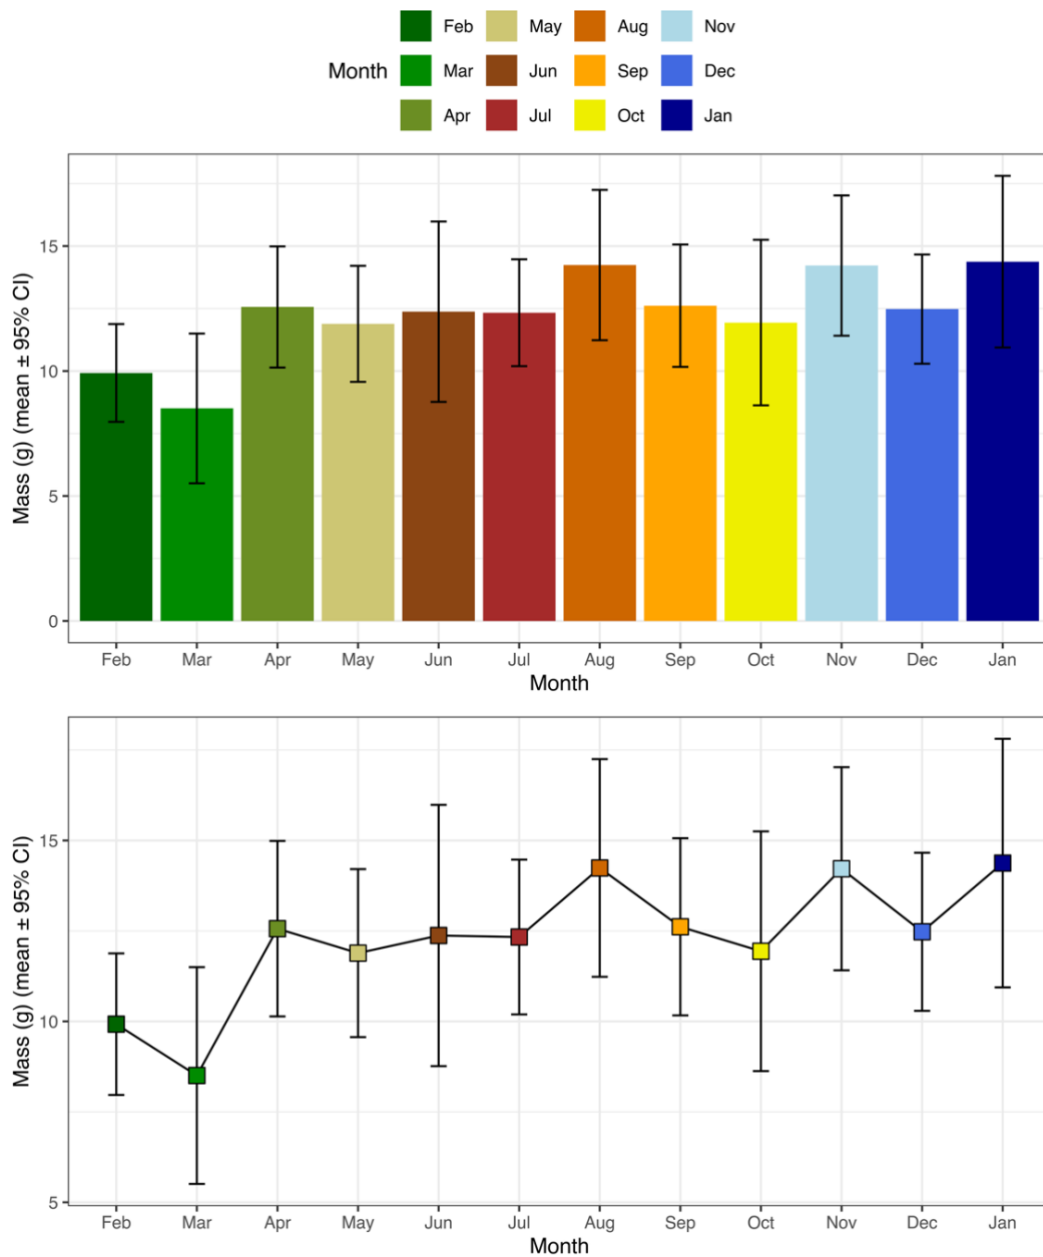 Month
Feb May Aug Nov
Mar Jun Sep Dec
Apr Jul Oct Jan
Mass (g) (mean ± 95% CI)
15
10
5
0
Feb Mar Apr May Jun Jul Aug Sep Oct Nov Dec Jan
Month
Mass (g) (mean ± 95% CI)
15
10
5
Feb Mar Apr May Jun Jul Aug Sep Oct Nov Dec Jan
Month